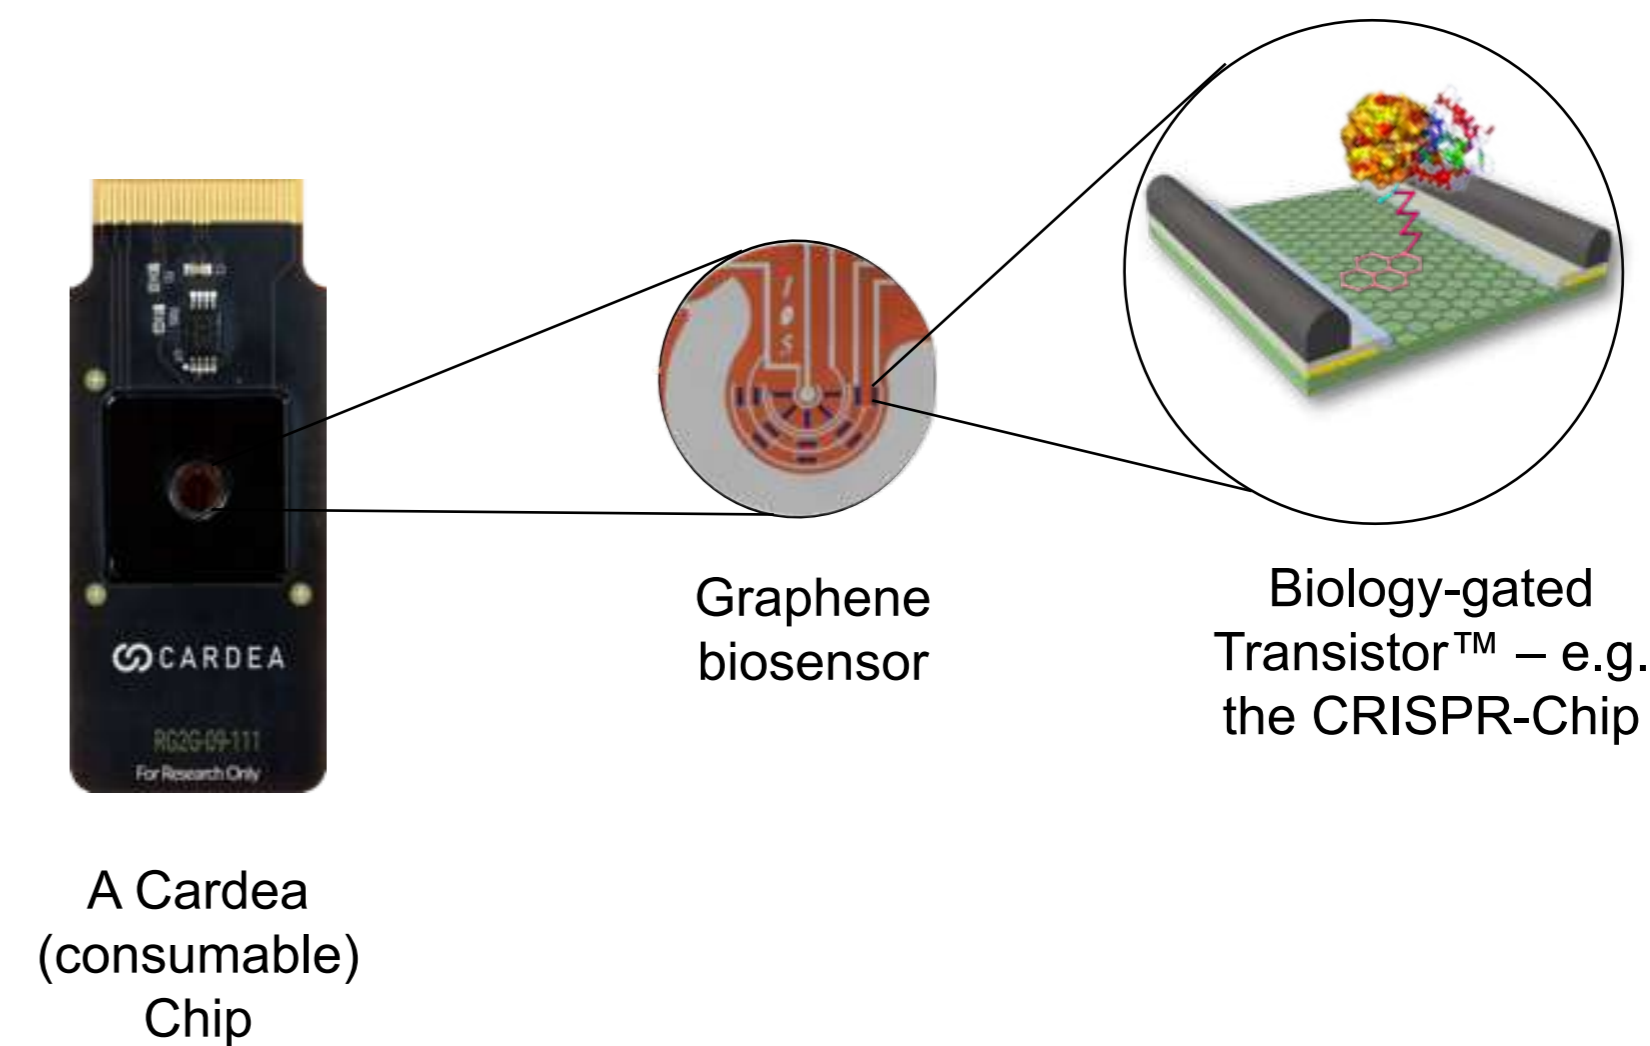 CARDEA
RG2G-09-111
For Research Only
A Cardea
(consumable)
Chip
Graphene
biosensor
Biology-gated
Transistor™ – e.g.
the CRISPR-Chip